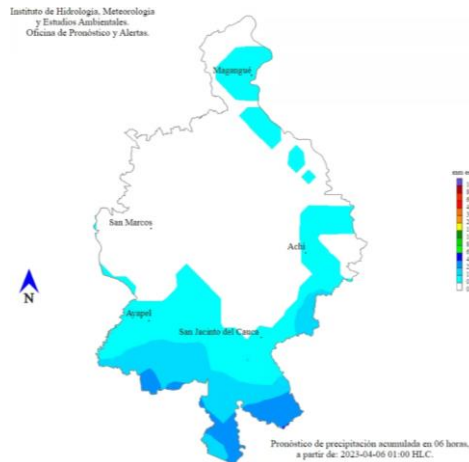 Instituto de Hidrología, Meteorología
y Estudios Ambientales.
Oficina de Pronóstico y Alertas.
Magangué
San Marcos
Achí
Ayapel
San Jacinto del Cauca
N
Pronóstico de precipitación acumulada en 06 horas,
a partir de: 2023-04-06 01:00 HLC.